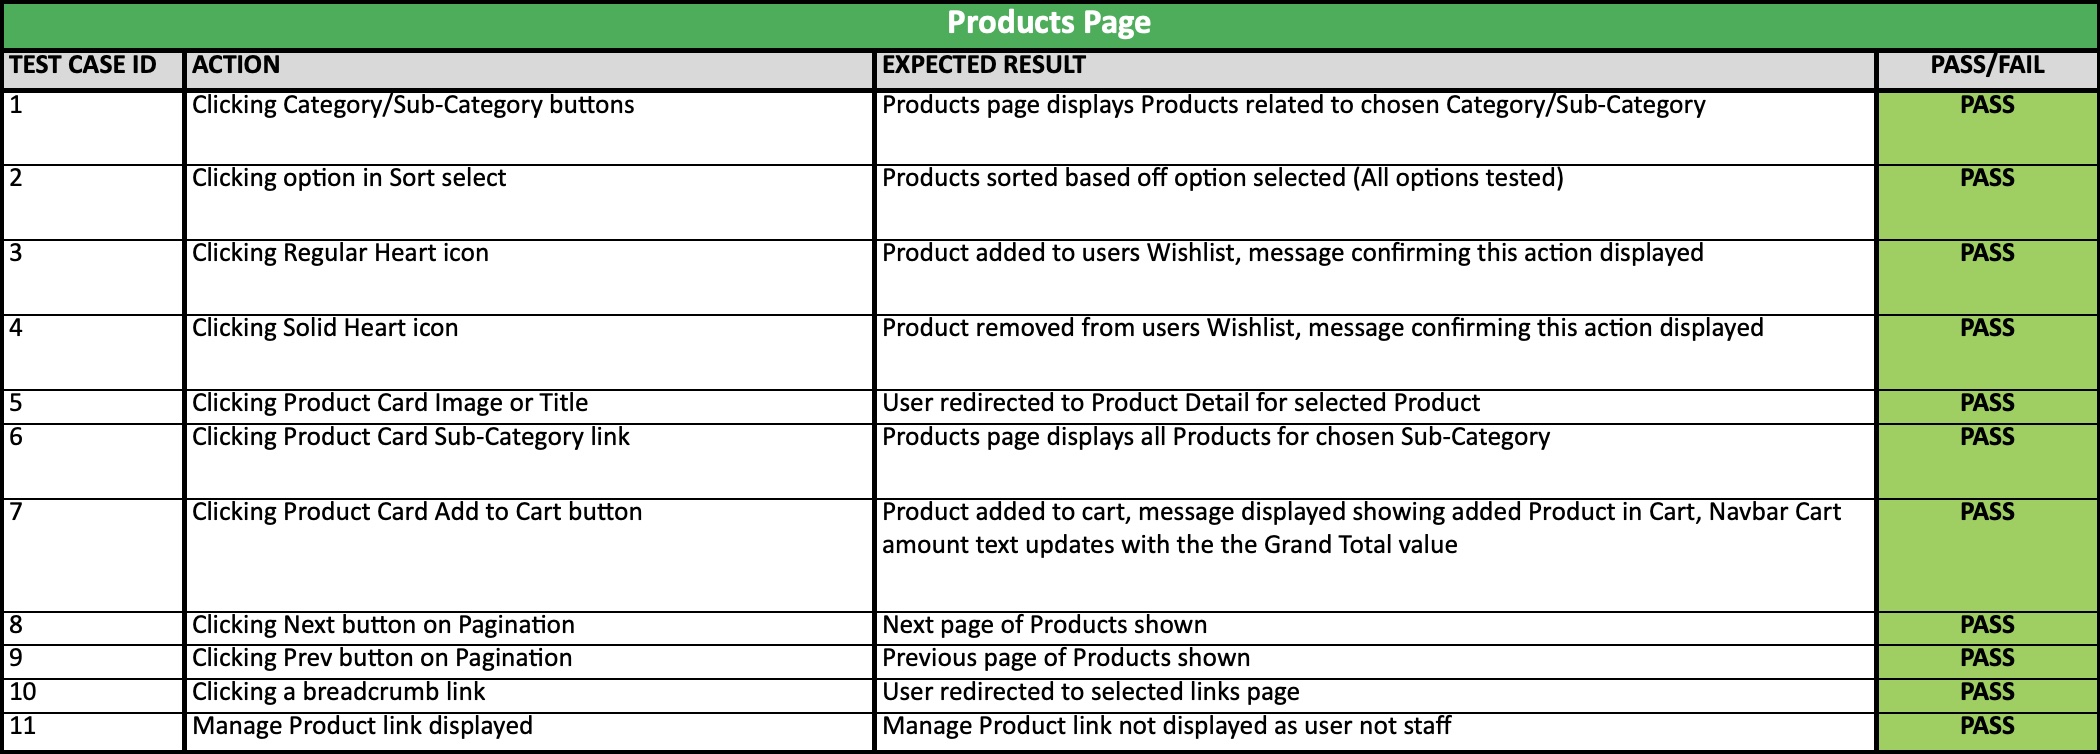 Products Page
TEST CASE ID ACTION EXPECTED RESULT PASS/FAIL
1 Clicking Category/Sub-Category buttons Products page displays Products related to chosen Category/Sub-Category PASS
2 Clicking option in Sort select Products sorted based off option selected (All options tested) PASS
3 Clicking Regular Heart icon Product added to users Wishlist, message confirming this action displayed PASS
4 Clicking Solid Heart icon Product removed from users Wishlist, message confirming this action displayed PASS
5 Clicking Product Card Image or Title User redirected to Product Detail for selected Product PASS
6 Clicking Product Card Sub-Category link Products page displays all Products for chosen Sub-Category PASS
7 Clicking Product Card Add to Cart button Product added to cart, message displayed showing added Product in Cart, Navbar Cart PASS
amount text updates with the the Grand Total value
8 Clicking Next button on Pagination Next page of Products shown PASS
9 Clicking Prev button on Pagination Previous page of Products shown PASS
10 Clicking a breadcrumb link User redirected to selected links page PASS
11 Manage Product link displayed Manage Product link not displayed as user not staff PASS